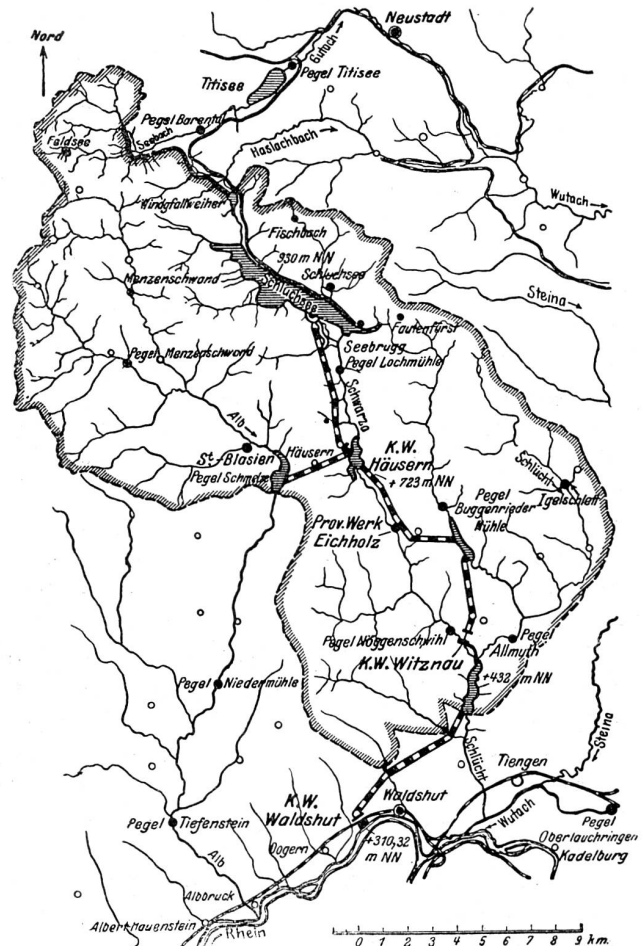 Nord
Neustadt
Gutach
Titisee
Pegel Titisee
Pegel Bärental
Seebach
Feldsee
Haslachbach
Wutach
Windgfällweiher
Fischbach
930 m NN
Schluchsee
Schluchsee
Menzenschwand
Steina
Faulenfürst
Seebrugg
Pegel Lochmühle
Pegel Menzenschwand
Schwarza
Alb
St. Blasien
Häusern
K.W.
Häusern
+ 723 m NN
Pegel Schmelze
Schlücht
Igelschlatt
Pegel
Buggenrieder
Mühle
Prov. Werk
Eichholz
Pegel Nöggenschwihl
Pegel
Allmuth
K.W. Witznau
+432
m NN
Pegel Niedermühle
Steina
Schlücht
Tiengen
K.W.
Waldshut
Waldshut
Pegel Tiefenstein
Wutach
Pegel
Oberlauchringen
Kadelburg
+310,32
m NN
Dogern
Alb
Albbruck
Albert-Hauenstein
Rhein
0 1 2 3 4 5 6 7 8 9 km.